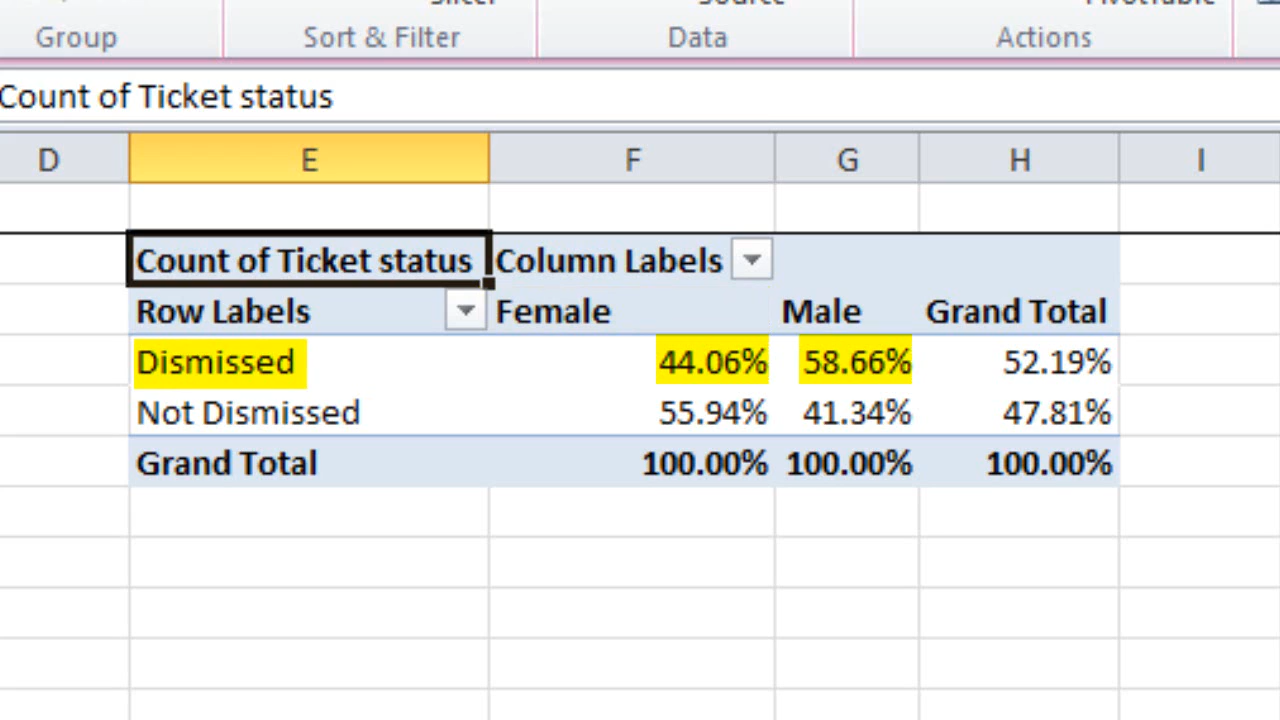 Group Sort & Filter Data Actions
Count of Ticket status
D E F G H I
Count of Ticket status Column Labels
Row Labels Female Male Grand Total
Dismissed 44.06% 58.66% 52.19%
Not Dismissed 55.94% 41.34% 47.81%
Grand Total 100.00% 100.00% 100.00%